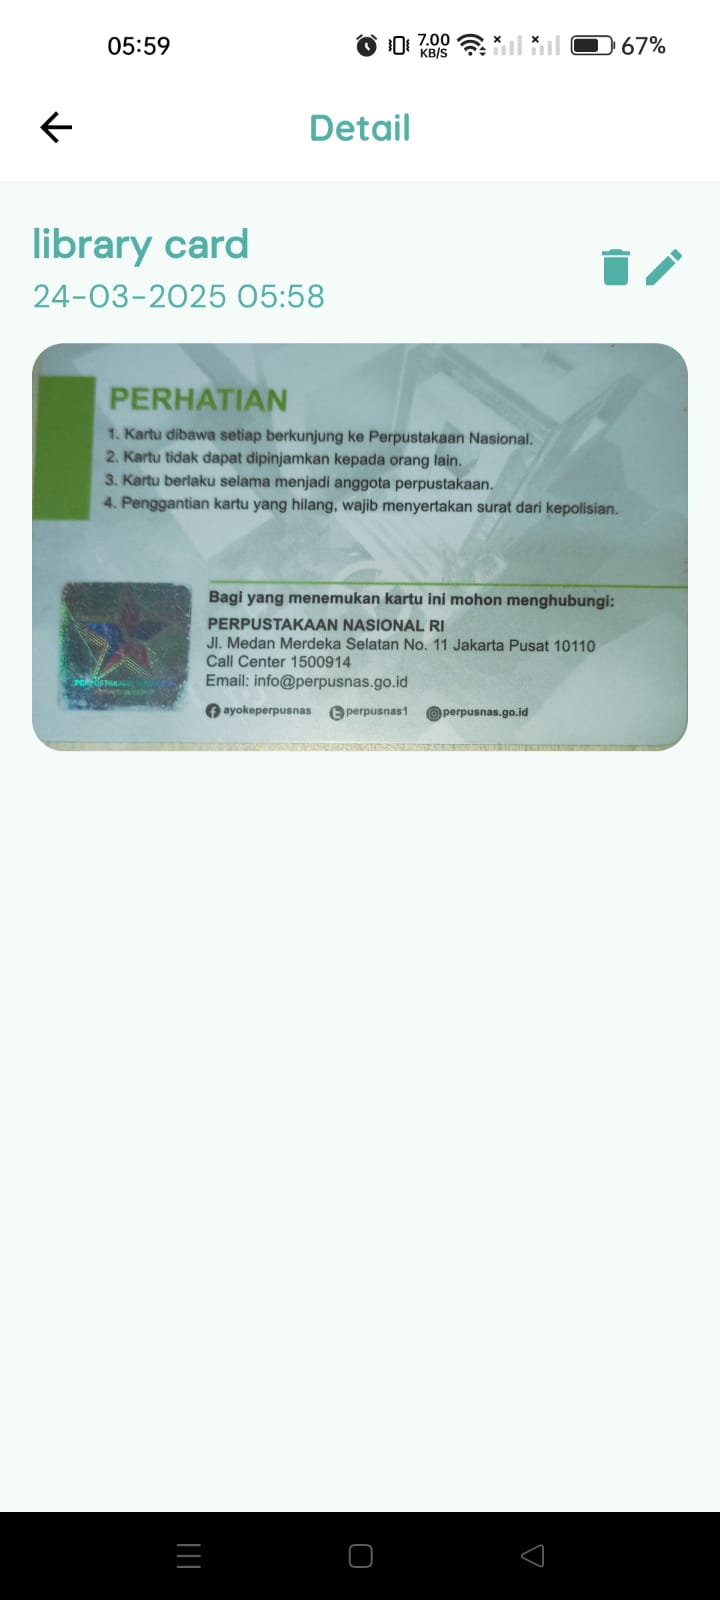 05:59
7.00
KB/S
67%
Detail
library card
24-03-2025 05:58
PERHATIAN
1. Kartu dibawa setiap berkunjung ke Perpustakaan Nasional.
2. Kartu tidak dapat dipinjamkan kepada orang lain.
3. Kartu berlaku selama menjadi anggota perpustakaan.
4. Penggantian kartu yang hilang, wajib menyertakan surat dari kepolisian.
Bagi yang menemukan kartu ini mohon menghubungi:
PERPUSTAKAAN NASIONAL RI
Jl. Medan Merdeka Selatan No. 11 Jakarta Pusat 10110
Call Center 1500914
Email: info@perpusnas.go.id
ayokeperpusnas perpusnas1 perpusnas.go.id